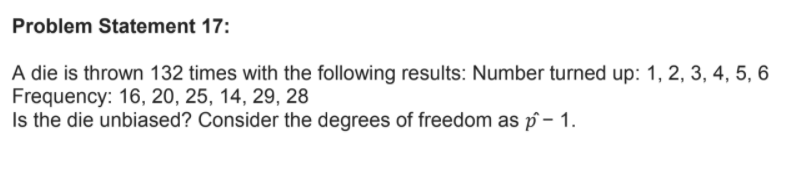 Problem Statement 17:
A die is thrown 132 times with the following results: Number turned up: 1, 2, 3, 4, 5, 6
Frequency: 16, 20, 25, 14, 29, 28
Is the die unbiased? Consider the degrees of freedom as p̂ − 1.